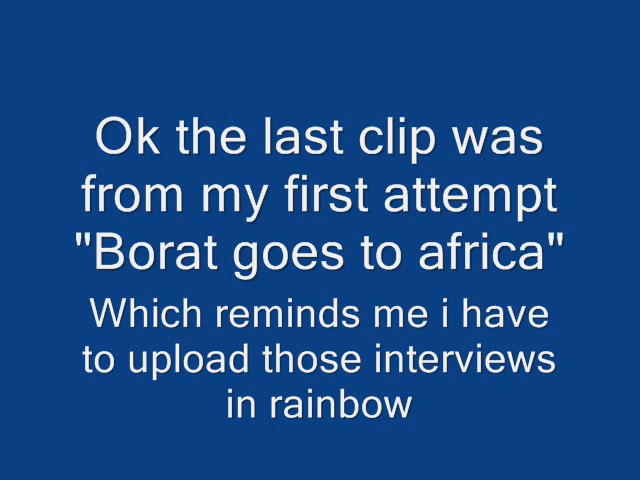 Ok the last clip was
from my first attempt
"Borat goes to africa"
Which reminds me i have
to upload those interviews
in rainbow